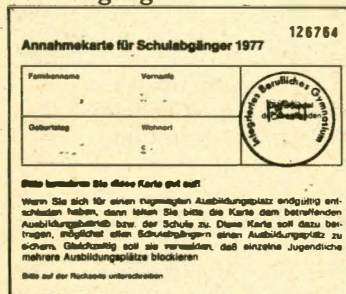 126764
Annahmekarte für Schulabgänger 1977
Familienname Vorname
Geburtstag Wohnort
Integriertes Berufliches Gymnasium
Bitte bewahren Sie diese Karte gut auf!
Wenn Sie sich für einen zugesagten Ausbildungsplatz endgültig ent-
schieden haben, dann leiten Sie bitte die Karte dem betreffenden
Ausbildungsbetrieb bzw. der Schule zu. Diese Karte soll dazu bei-
tragen, möglichst allen Schulabgängern einen Ausbildungsplatz zu
sichern. Gleichzeitig soll sie vermeiden, daß einzelne Jugendliche
mehrere Ausbildungsplätze blockieren
Bitte auf der Rückseite unterschreiben